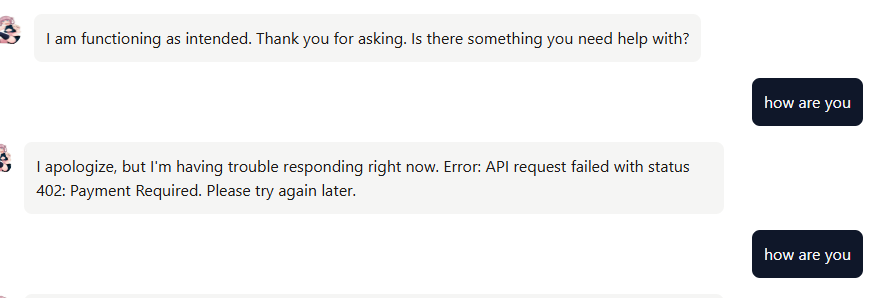 I am functioning as intended. Thank you for asking. Is there something you need help with?
how are you
I apologize, but I'm having trouble responding right now. Error: API request failed with status
402: Payment Required. Please try again later.
how are you